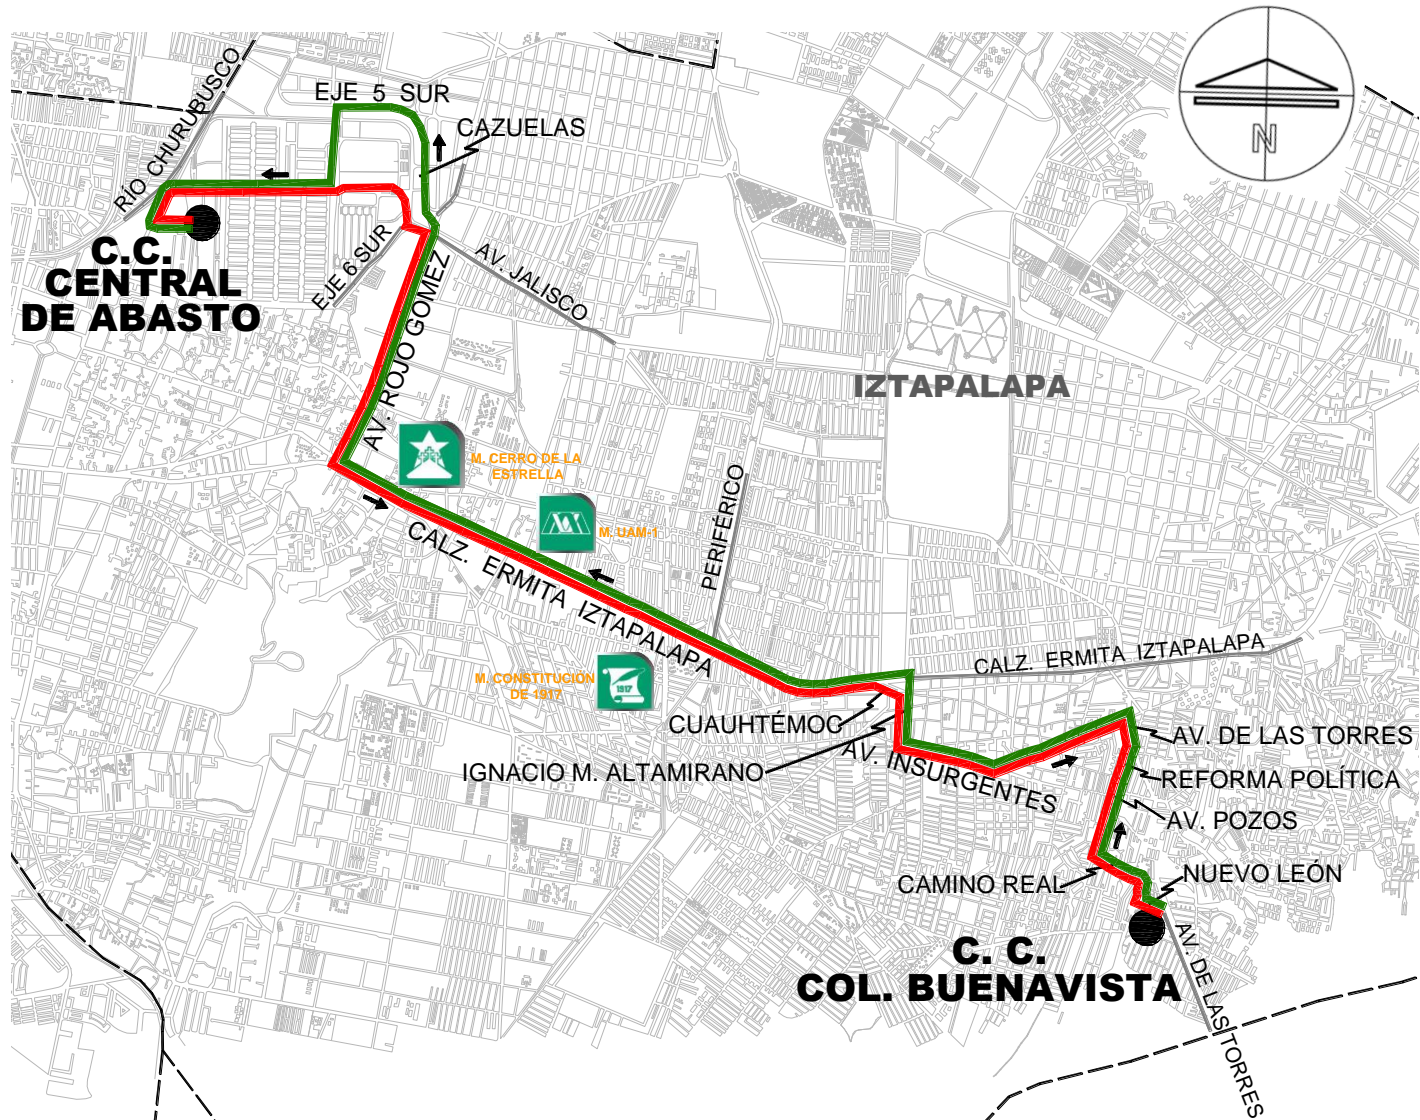 EJE 5 SUR
CAZUELAS
RÍO CHURUBUSCO
N
C.C.
CENTRAL
DE ABASTO
EJE 6 SUR
AV. JALISCO
AV. ROJO GOMEZ
IZTAPALAPA
M. CERRO DE LA
ESTRELLA
M. UAM-1
PERIFÉRICO
CALZ. ERMITA IZTAPALAPA
CALZ. ERMITA IZTAPALAPA
M. CONSTITUCIÓN
DE 1917
1917
CUAUHTÉMOC
IGNACIO M. ALTAMIRANO
AV. INSURGENTES
AV. DE LAS TORRES
REFORMA POLÍTICA
AV. POZOS
CAMINO REAL
NUEVO LEÓN
C. C.
COL. BUENAVISTA
AV. DE LAS TORRES